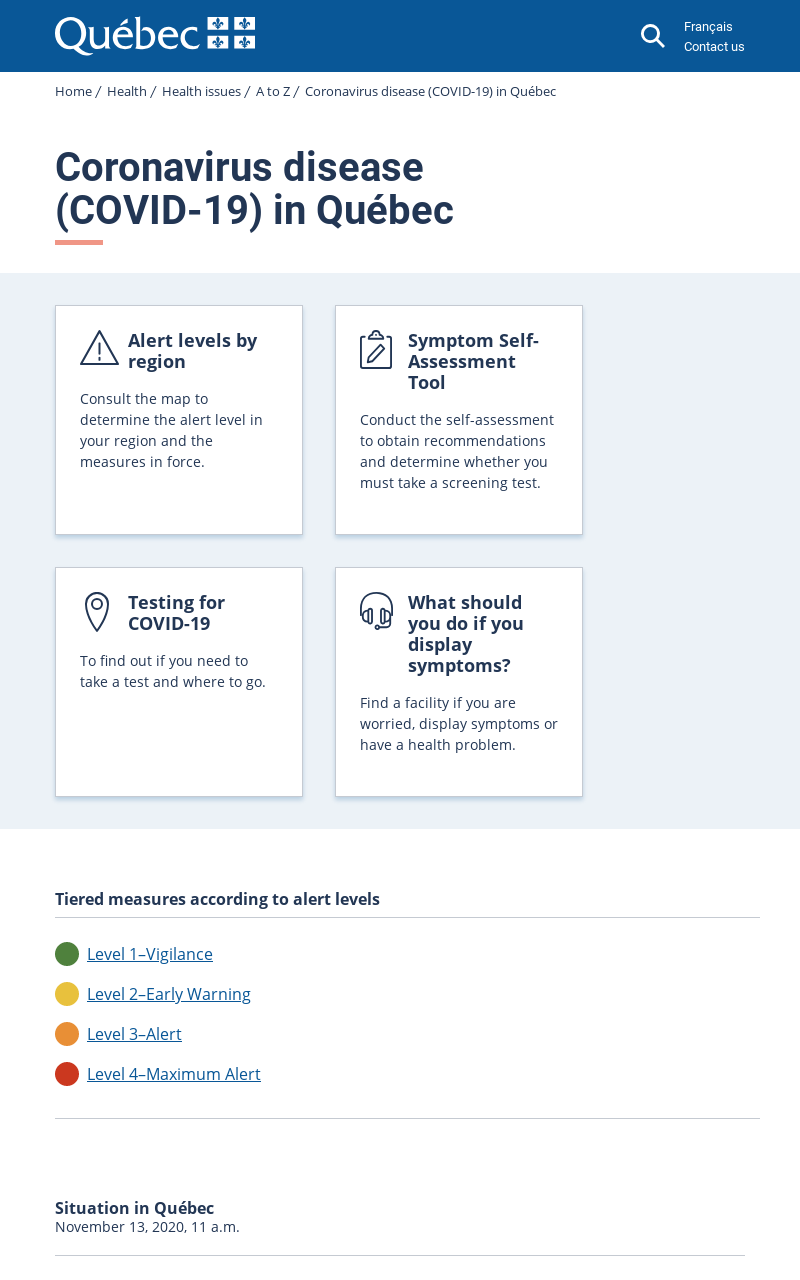 Québec
Français
Contact us
Home / Health / Health issues / A to Z / Coronavirus disease (COVID-19) in Québec
Coronavirus disease
(COVID-19) in Québec
Alert levels by
region
Consult the map to
determine the alert level in
your region and the
measures in force.
Symptom Self-
Assessment
Tool
Conduct the self-assessment
to obtain recommendations
and determine whether you
must take a screening test.
Testing for
COVID-19
To find out if you need to
take a test and where to go.
What should
you do if you
display
symptoms?
Find a facility if you are
worried, display symptoms or
have a health problem.
Tiered measures according to alert levels
Level 1–Vigilance
Level 2–Early Warning
Level 3–Alert
Level 4–Maximum Alert
Situation in Québec
November 13, 2020, 11 a.m.